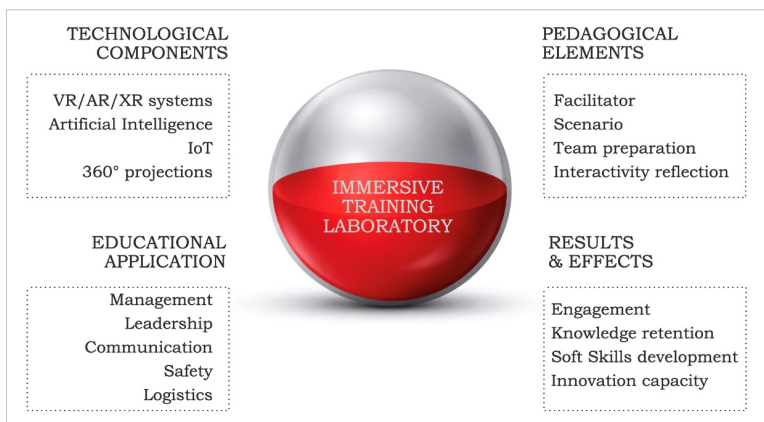 TECHNOLOGICAL
COMPONENTS
VR/AR/XR systems
Artificial Intelligence
IoT
360° projections
PEDAGOGICAL
ELEMENTS
Facilitator
Scenario
Team preparation
Interactivity reflection
IMMERSIVE
TRAINING
LABORATORY
EDUCATIONAL
APPLICATION
Management
Leadership
Communication
Safety
Logistics
RESULTS
& EFFECTS
Engagement
Knowledge retention
Soft Skills development
Innovation capacity